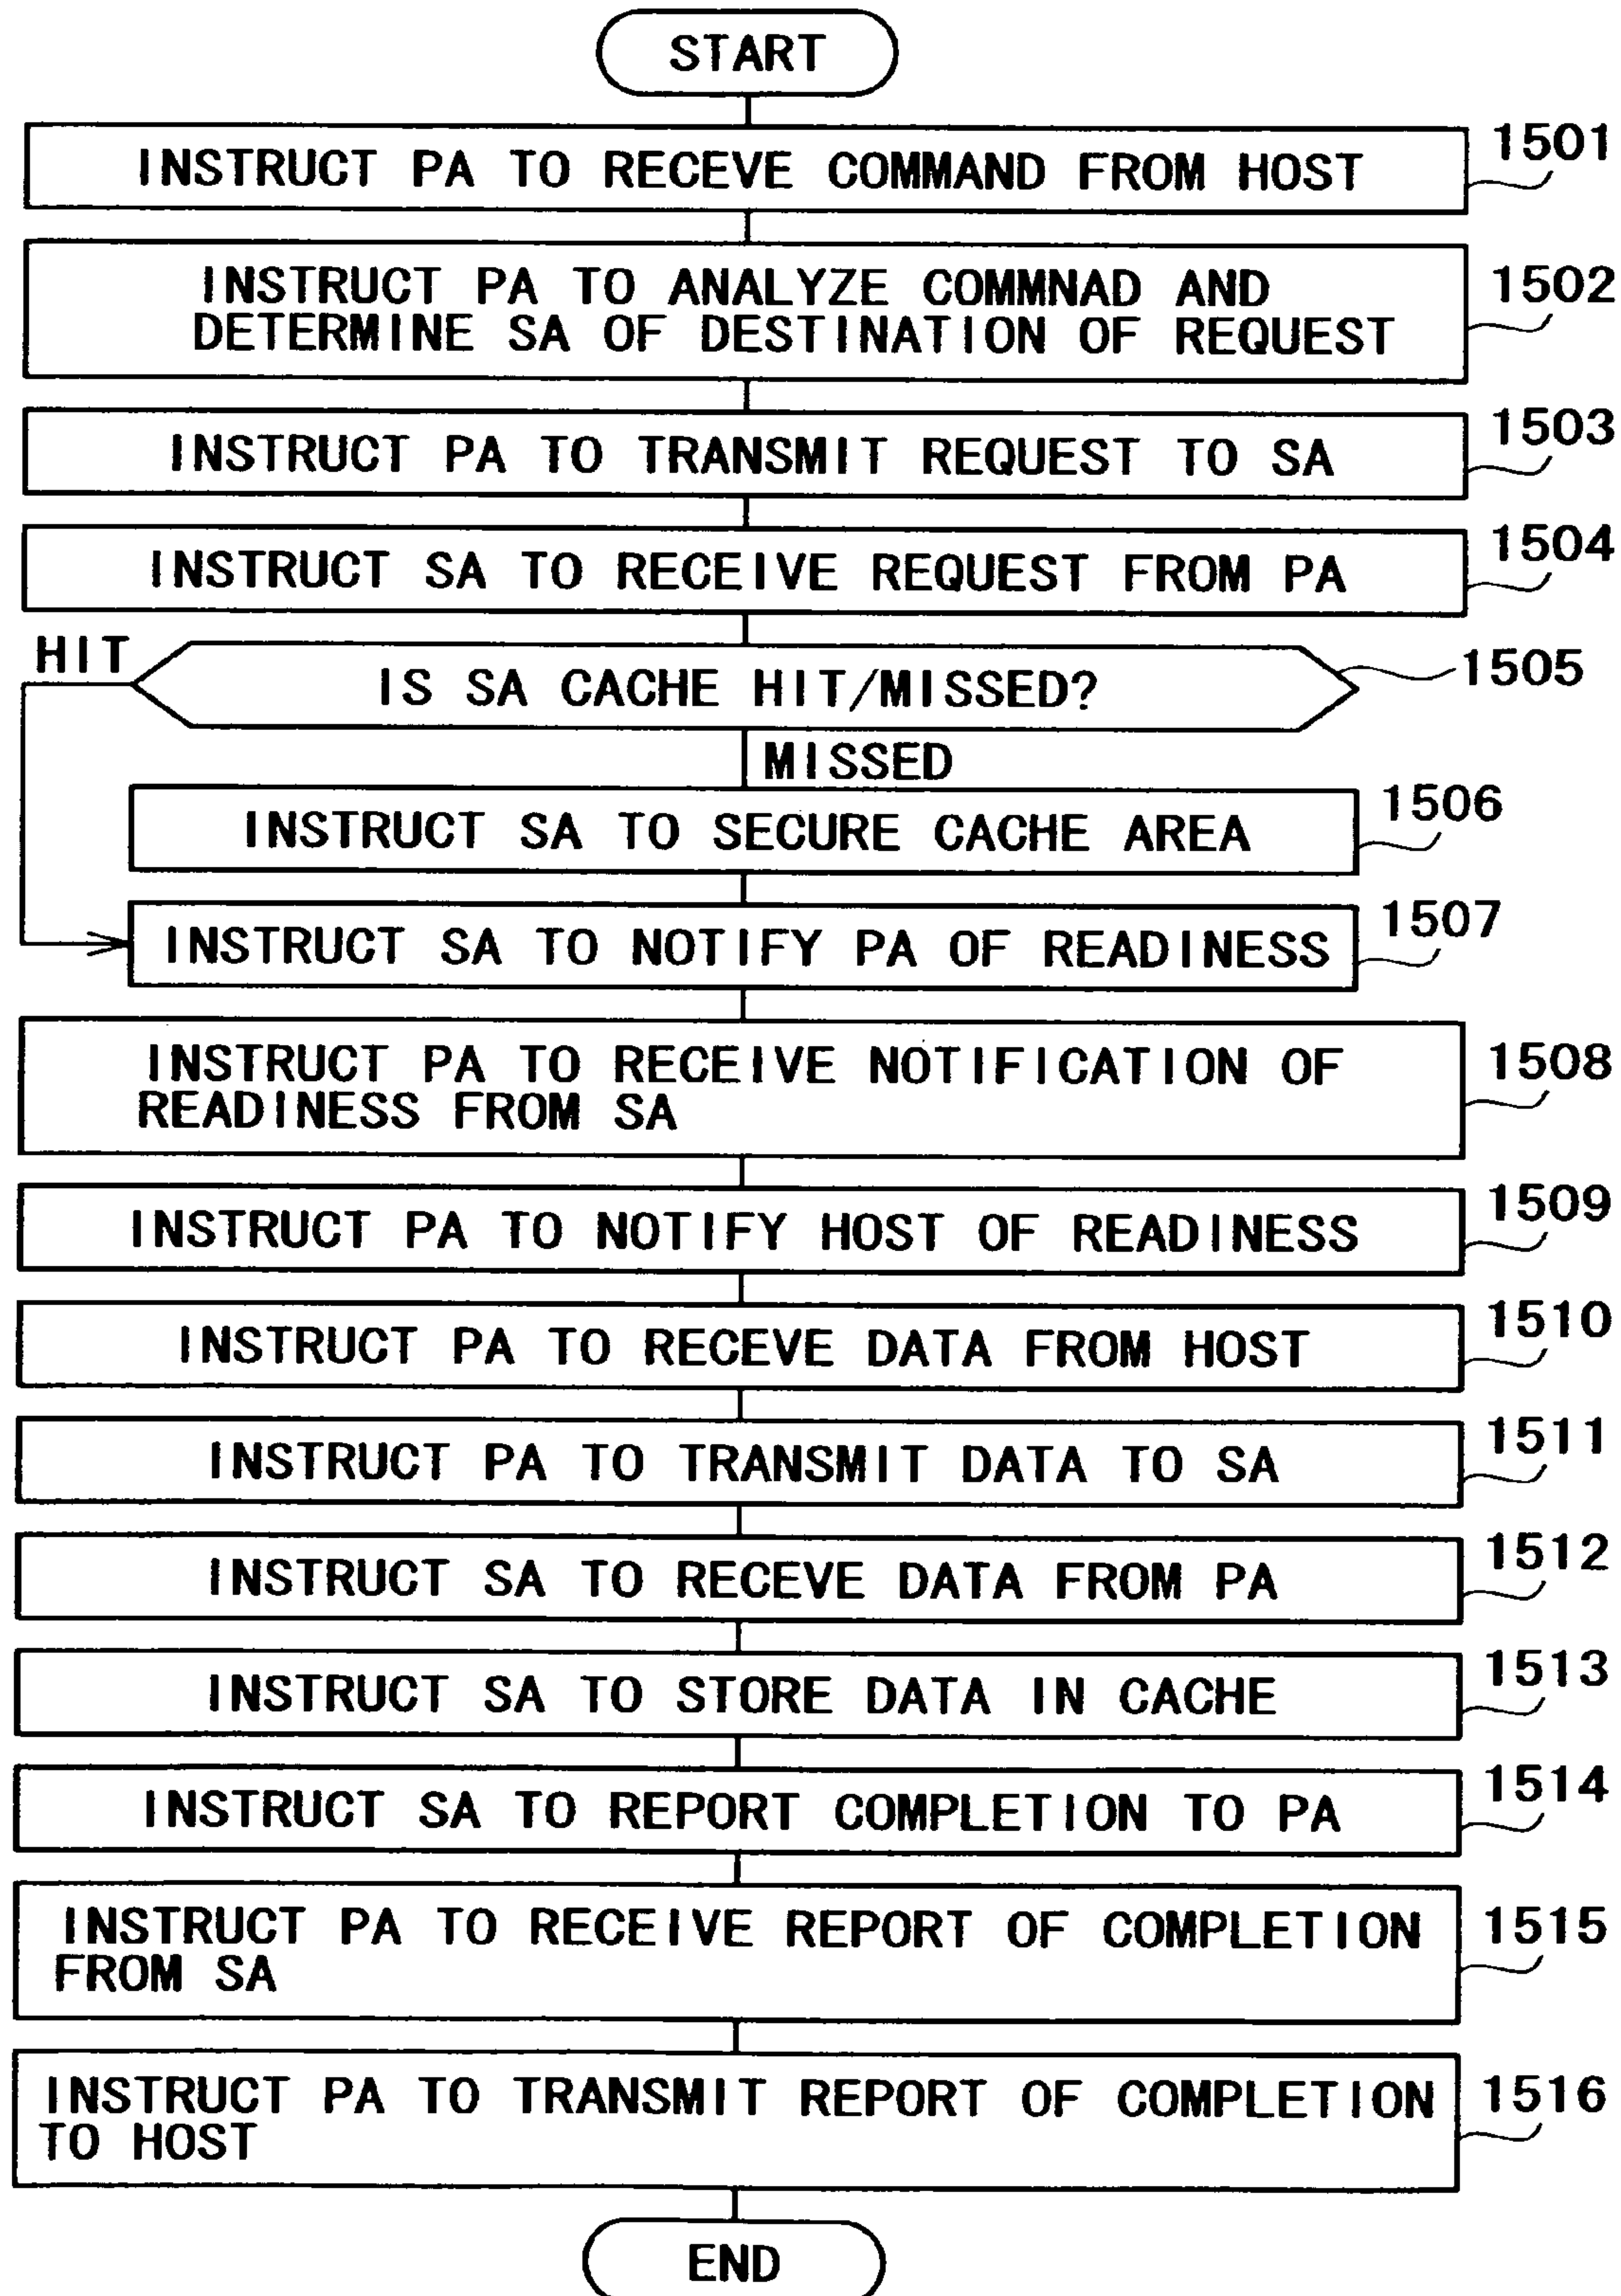 START
INSTRUCT PA TO RECEVE COMMAND FROM HOST
1501
INSTRUCT PA TO ANALYZE COMMNAD AND
DETERMINE SA OF DESTINATION OF REQUEST
1502
INSTRUCT PA TO TRANSMIT REQUEST TO SA
1503
INSTRUCT SA TO RECEIVE REQUEST FROM PA
1504
HIT
IS SA CACHE HIT/MISSED?
1505
MISSED
INSTRUCT SA TO SECURE CACHE AREA
1506
INSTRUCT SA TO NOTIFY PA OF READINESS
1507
INSTRUCT PA TO RECEIVE NOTIFICATION OF
READINESS FROM SA
1508
INSTRUCT PA TO NOTIFY HOST OF READINESS
1509
INSTRUCT PA TO RECEVE DATA FROM HOST
1510
INSTRUCT PA TO TRANSMIT DATA TO SA
1511
INSTRUCT SA TO RECEVE DATA FROM PA
1512
INSTRUCT SA TO STORE DATA IN CACHE
1513
INSTRUCT SA TO REPORT COMPLETION TO PA
1514
INSTRUCT PA TO RECEIVE REPORT OF COMPLETION
FROM SA
1515
INSTRUCT PA TO TRANSMIT REPORT OF COMPLETION
TO HOST
1516
END